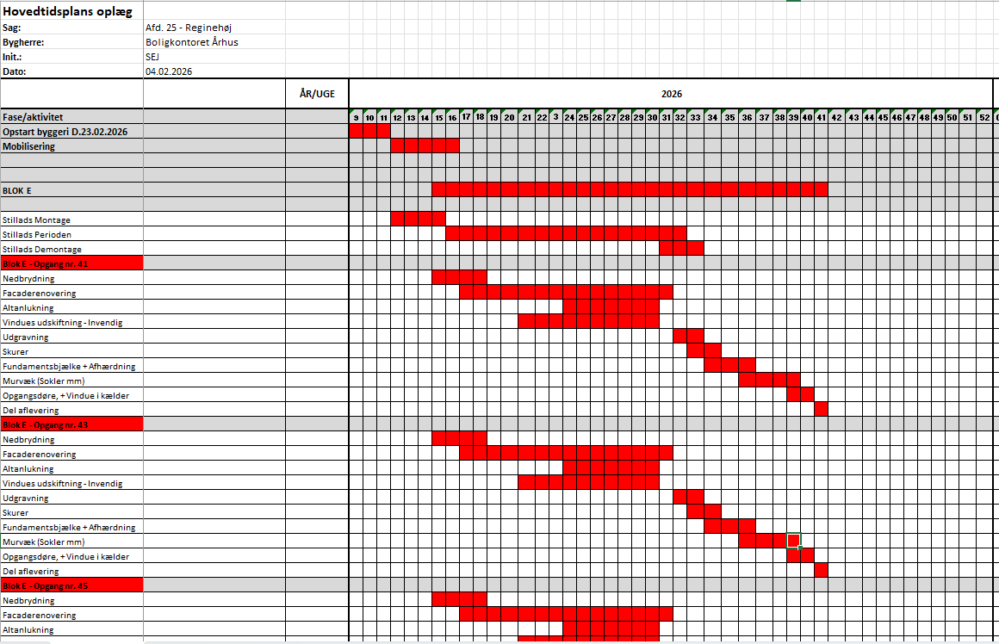 Hovedtidsplans oplæg
Sag: Afd. 25 - Reginehøj
Bygherre: Boligkontoret Århus
Init.: SEJ
Dato: 04.02.2026
ÅR/UGE 2026
Fase/aktivitet 9 10 11 12 13 14 15 16 17 18 19 20 21 22 3 24 25 26 27 28 29 30 31 32 33 34 35 36 37 38 39 40 41 42 43 44 45 46 47 48 49 50 51 52
Opstart byggeri D.23.02.2026
Mobilisering
BLOK E
Stillads Montage
Stillads Perioden
Stillads Demontage
Blok E - Opgang nr. 41
Nedbrydning
Facaderenovering
Altanlukning
Vindues udskiftning - Invendig
Udgravning
Skurer
Fundamentsbjælke + Afhærdning
Murvæk (Sokler mm)
Opgangsdøre, + Vindue i kælder
Del aflevering
Blok E - Opgang nr. 43
Nedbrydning
Facaderenovering
Altanlukning
Vindues udskiftning - Invendig
Udgravning
Skurer
Fundamentsbjælke + Afhærdning
Murvæk (Sokler mm)
Opgangsdøre, + Vindue i kælder
Del aflevering
Blok E - Opgang nr. 45
Nedbrydning
Facaderenovering
Altanlukning